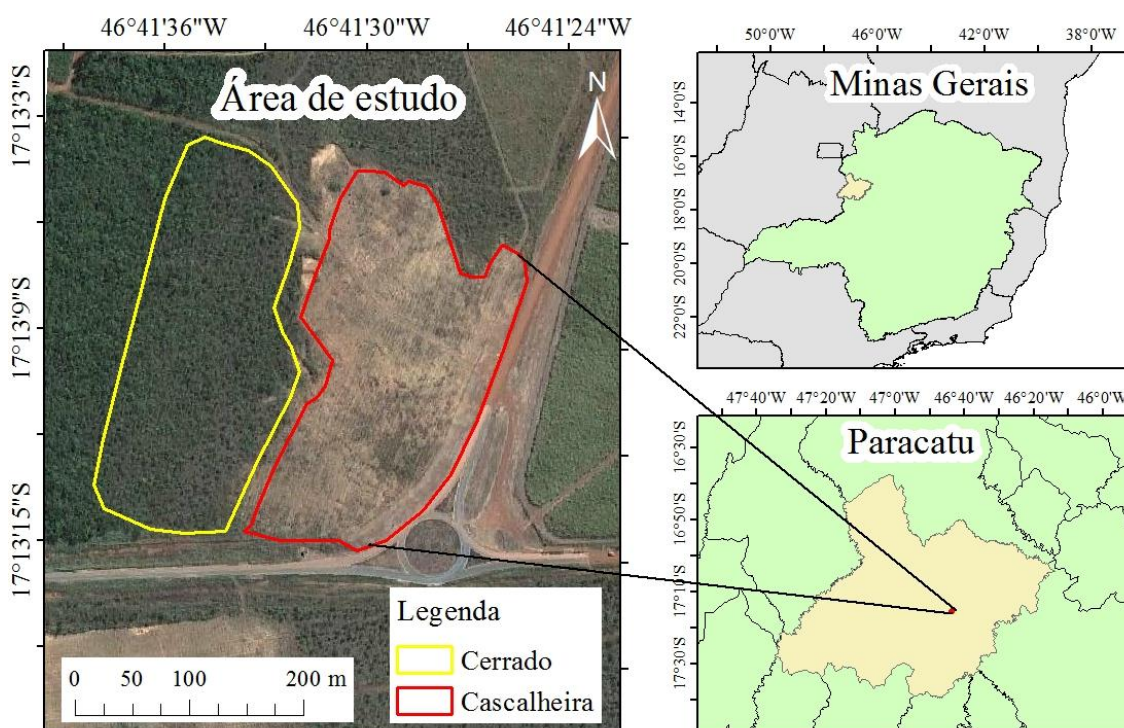 46°41'36"W
46°41'30"W
46°41'24"W
17°13'3"S
17°13'9"S
17°13'15"S
Área de estudo
N
Legenda
Cerrado
Cascalheira
0 50 100 200 m
50°0'W 46°0'W 42°0'W 38°0'W
14°0'S
16°0'S
18°0'S
20°0'S
22°0'S
Minas Gerais
47°40'W 47°20'W 47°0'W 46°40'W 46°20'W 46°0'W
16°30'S
16°50'S
17°10'S
17°30'S
Paracatu